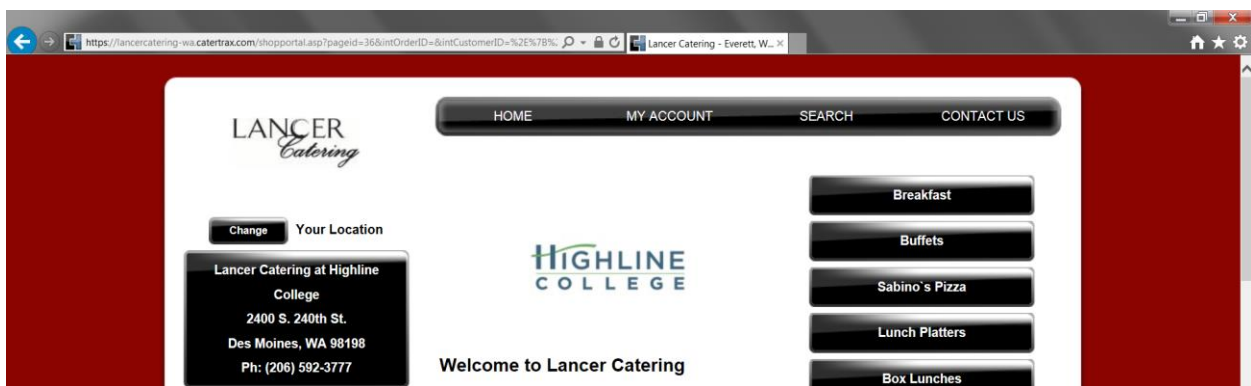 https://lancercatering-wa.catertrax.com/shopportal.asp?pageid=36&intOrderID=&intCustomerID=%2E%7B%:
Lancer Catering - Everett, W...
LANCER
Catering
HOME MY ACCOUNT SEARCH CONTACT US
Change Your Location
Lancer Catering at Highline
College
2400 S. 240th St.
Des Moines, WA 98198
Ph: (206) 592-3777
HIGHLINE
COLLEGE
Welcome to Lancer Catering
Breakfast
Buffets
Sabino`s Pizza
Lunch Platters
Box Lunches